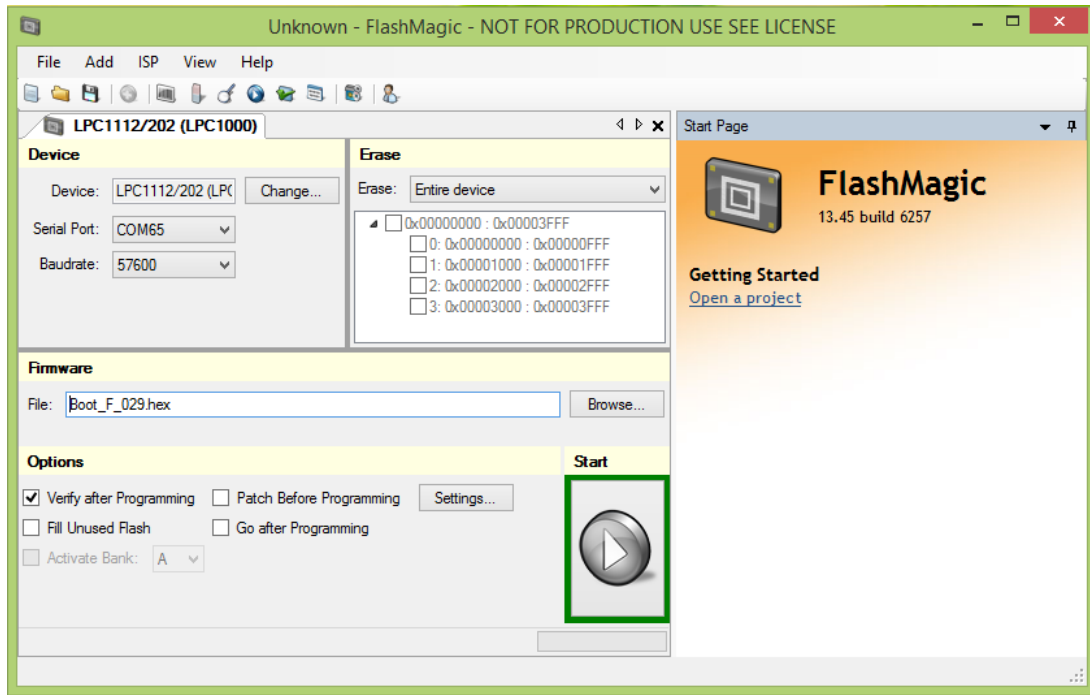 Unknown - FlashMagic - NOT FOR PRODUCTION USE SEE LICENSE
File Add ISP View Help
LPC1112/202 (LPC1000)
Device
Device: LPC1112/202 (LP( Change...
Serial Port: COM65
Baudrate: 57600
Erase
Erase: Entire device
0x00000000 : 0x00003FFF
0: 0x00000000 : 0x00000FFF
1: 0x00001000 : 0x00001FFF
2: 0x00002000 : 0x00002FFF
3: 0x00003000 : 0x00003FFF
Firmware
File: Boot_F_029.hex Browse...
Options
Verify after Programming Patch Before Programming Settings...
Fill Unused Flash Go after Programming
Activate Bank: A
Start
Start Page
FlashMagic
13.45 build 6257
Getting Started
Open a project